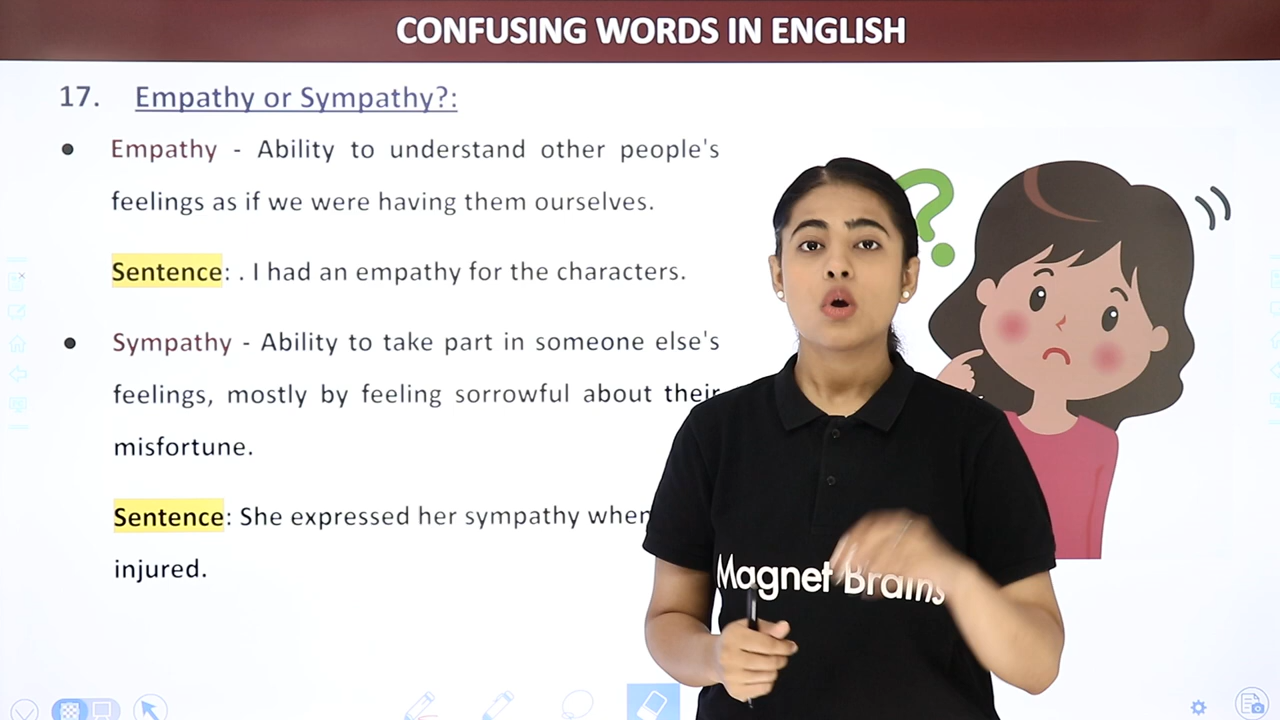 CONFUSING WORDS IN ENGLISH
17. Empathy or Sympathy?:
• Empathy - Ability to understand other people's
feelings as if we were having them ourselves.
Sentence: . I had an empathy for the characters.
• Sympathy - Ability to take part in someone else's
feelings, mostly by feeling sorrowful about their
misfortune.
Sentence: She expressed her sympathy when
injured.
Magnet Brains